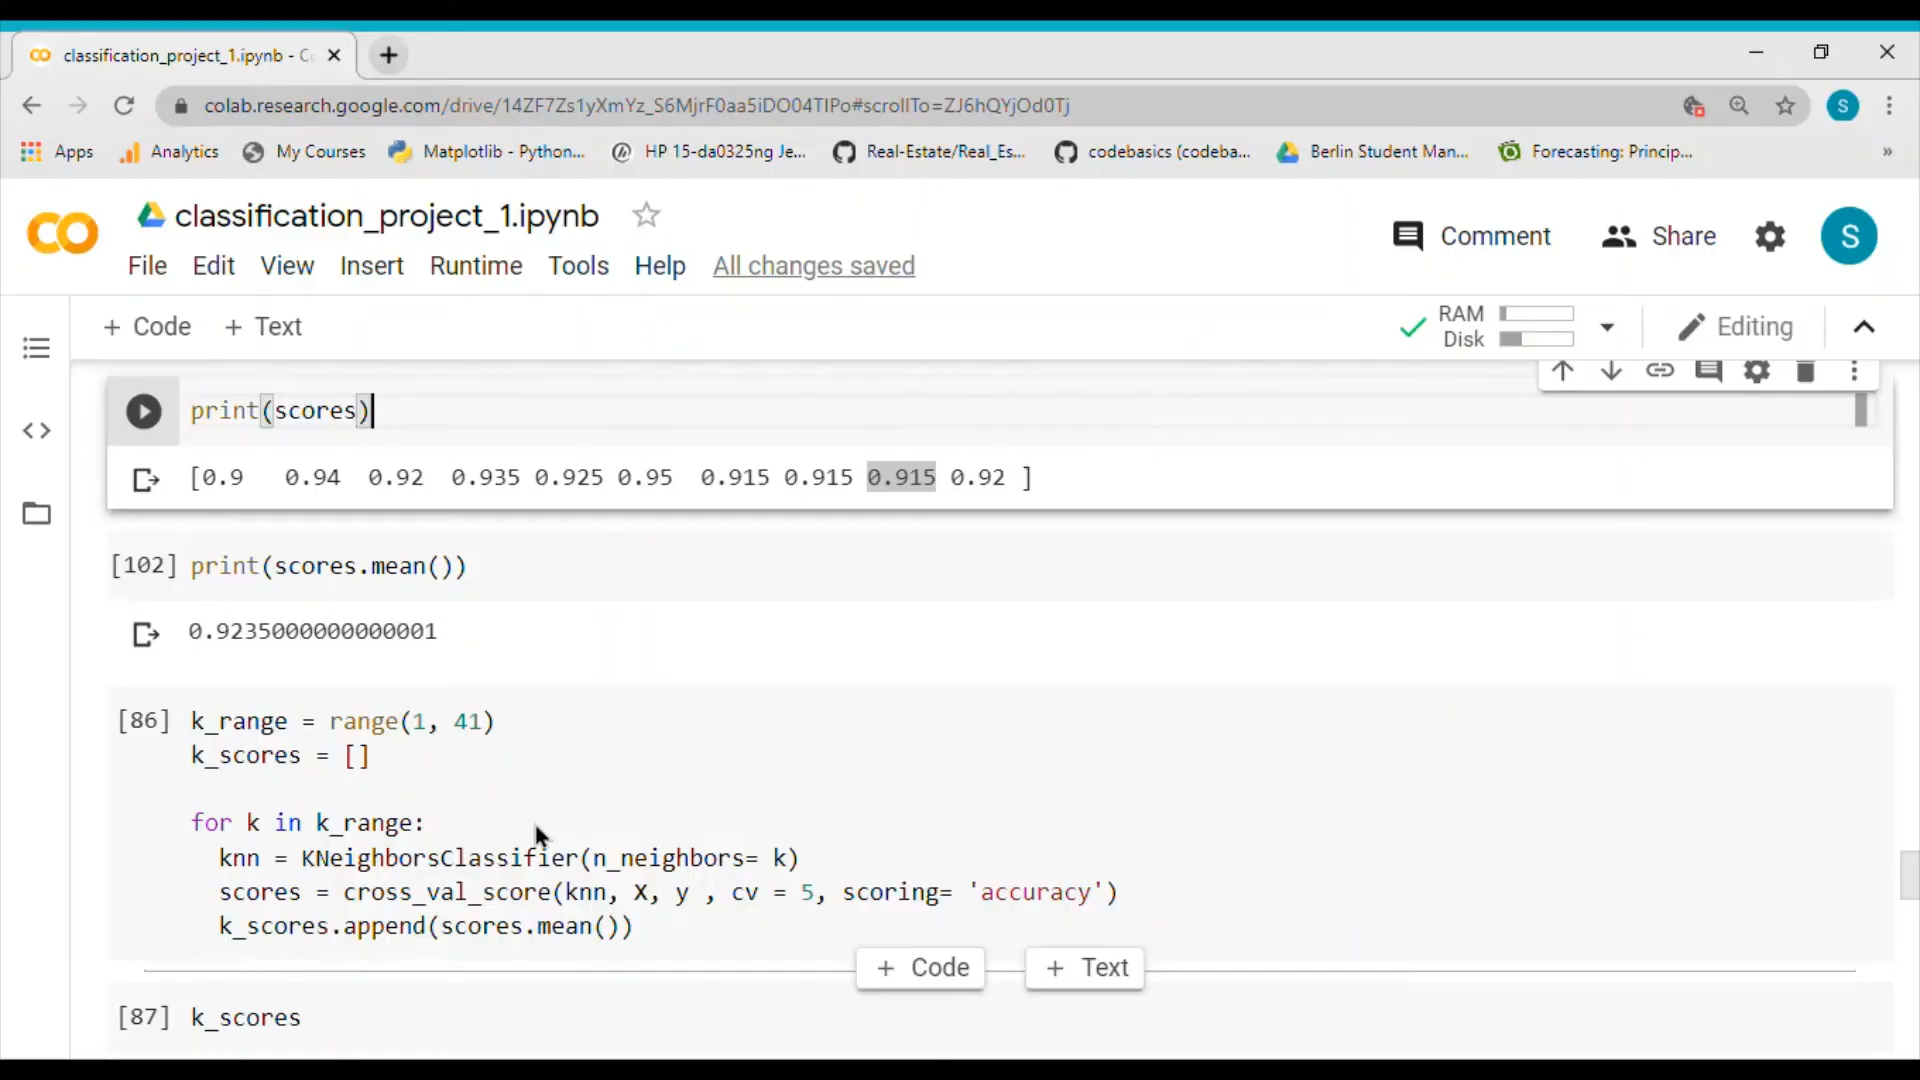 classification_project_1.ipynb - C
colab.research.google.com/drive/14ZF7Zs1yXmYz_S6MjrF0aa5iDO04TIPo#scrollTo=ZJ6hQYjOd0Tj
S
Apps Analytics My Courses Matplotlib - Python... HP 15-da0325ng Je... Real-Estate/Real_Es... codebasics (codeba... Berlin Student Man... Forecasting: Princip... »
classification_project_1.ipynb
Comment Share S
File Edit View Insert Runtime Tools Help All changes saved
+ Code + Text
RAM
Disk
Editing
print(scores)
[0.9 0.94 0.92 0.935 0.925 0.95 0.915 0.915 0.915 0.92 ]
[102] print(scores.mean())
0.9235000000000001
[86] k_range = range(1, 41)
k_scores = []
for k in k_range:
knn = KNeighborsClassifier(n_neighbors= k)
scores = cross_val_score(knn, X, y , cv = 5, scoring= 'accuracy')
k_scores.append(scores.mean())
+ Code + Text
[87] k_scores